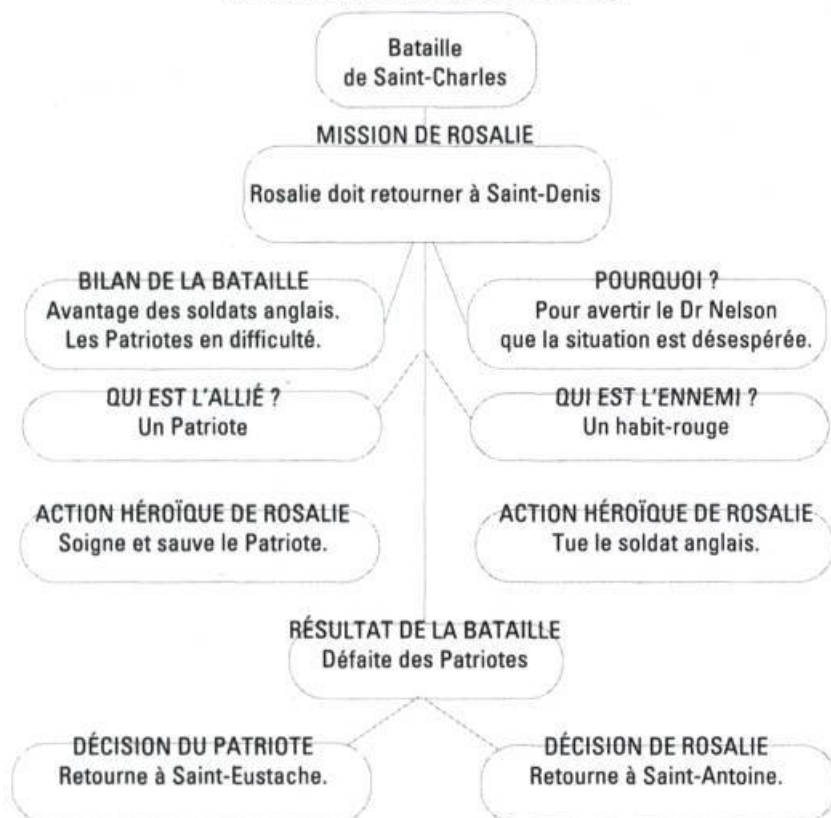 Bataille
de Saint-Charles
MISSION DE ROSALIE
Rosalie doit retourner à Saint-Denis
BILAN DE LA BATAILLE
Avantage des soldats anglais.
Les Patriotes en difficulté.
POURQUOI ?
Pour avertir le Dr Nelson
que la situation est désespérée.
QUI EST L'ALLIÉ ?
Un Patriote
QUI EST L'ENNEMI ?
Un habit-rouge
ACTION HÉROÏQUE DE ROSALIE
Soigne et sauve le Patriote.
ACTION HÉROÏQUE DE ROSALIE
Tue le soldat anglais.
RÉSULTAT DE LA BATAILLE
Défaite des Patriotes
DÉCISION DU PATRIOTE
Retourne à Saint-Eustache.
DÉCISION DE ROSALIE
Retourne à Saint-Antoine.